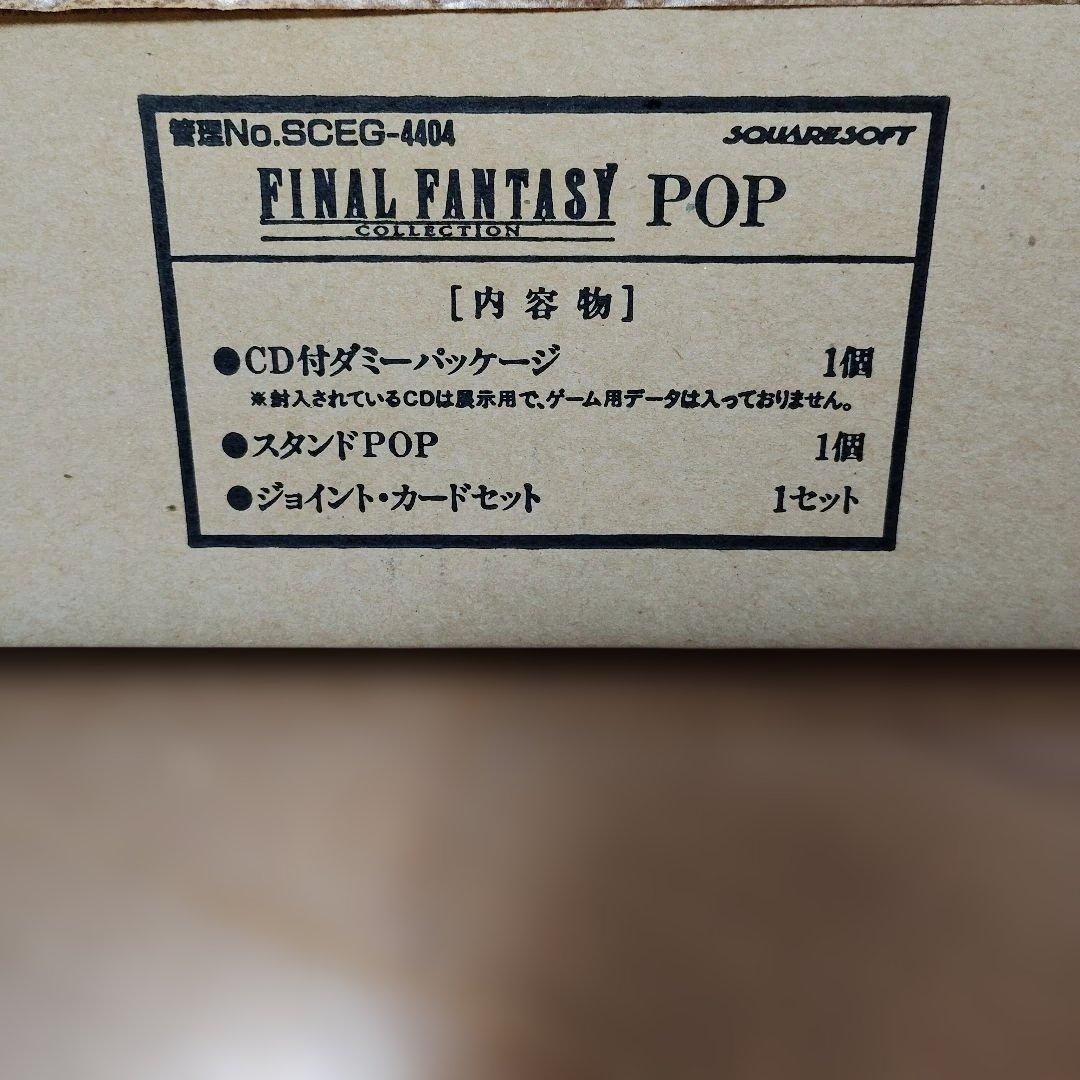 管理No.SCEG-4404 SQUARESOFT
FINAL FANTASY POP
COLLECTION
[内容物]
●CD付ダミーパッケージ 1個
※封入されているCDは展示用で、ゲーム用データは入っておりません。
●スタンドPOP 1個
●ジョイント・カードセット 1セット